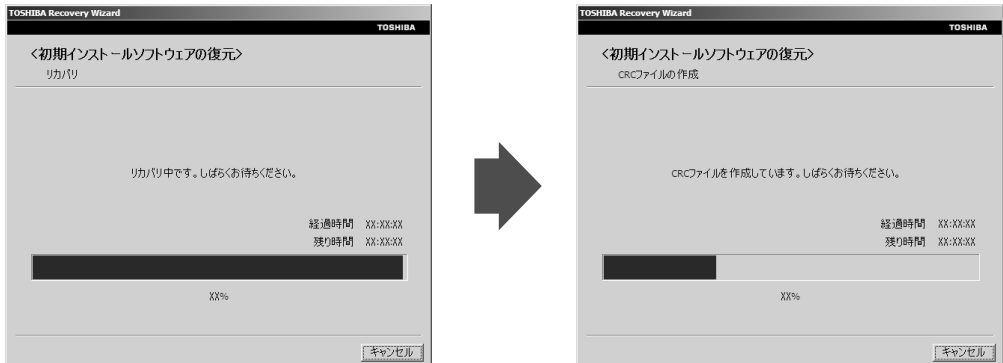 TOSHIBA Recovery Wizard
TOSHIBA
<初期インストールソフトウェアの復元>
リカバリ
リカバリ中です。しばらくお待ちください。
経過時間 XX:XX:XX
残り時間 XX:XX:XX
XX%
キャンセル
TOSHIBA Recovery Wizard
TOSHIBA
<初期インストールソフトウェアの復元>
CRCファイルの作成
CRCファイルを作成しています。しばらくお待ちください。
経過時間 XX:XX:XX
残り時間 XX:XX:XX
XX%
キャンセル